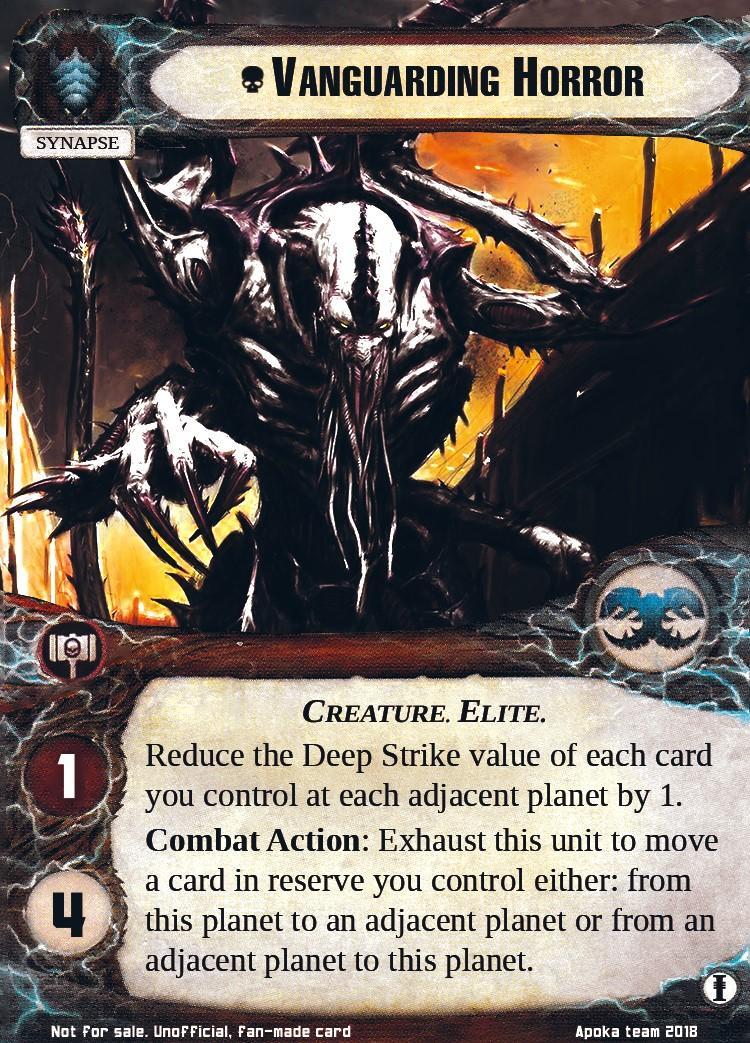 VANGUARDING HORROR
SYNAPSE
CREATURE. ELITE.
Reduce the Deep Strike value of each card
you control at each adjacent planet by 1.
Combat Action: Exhaust this unit to move
a card in reserve you control either: from
this planet to an adjacent planet or from an
adjacent planet to this planet.
1
4
Not for sale. Unofficial, fan-made card
Apoka team 2018